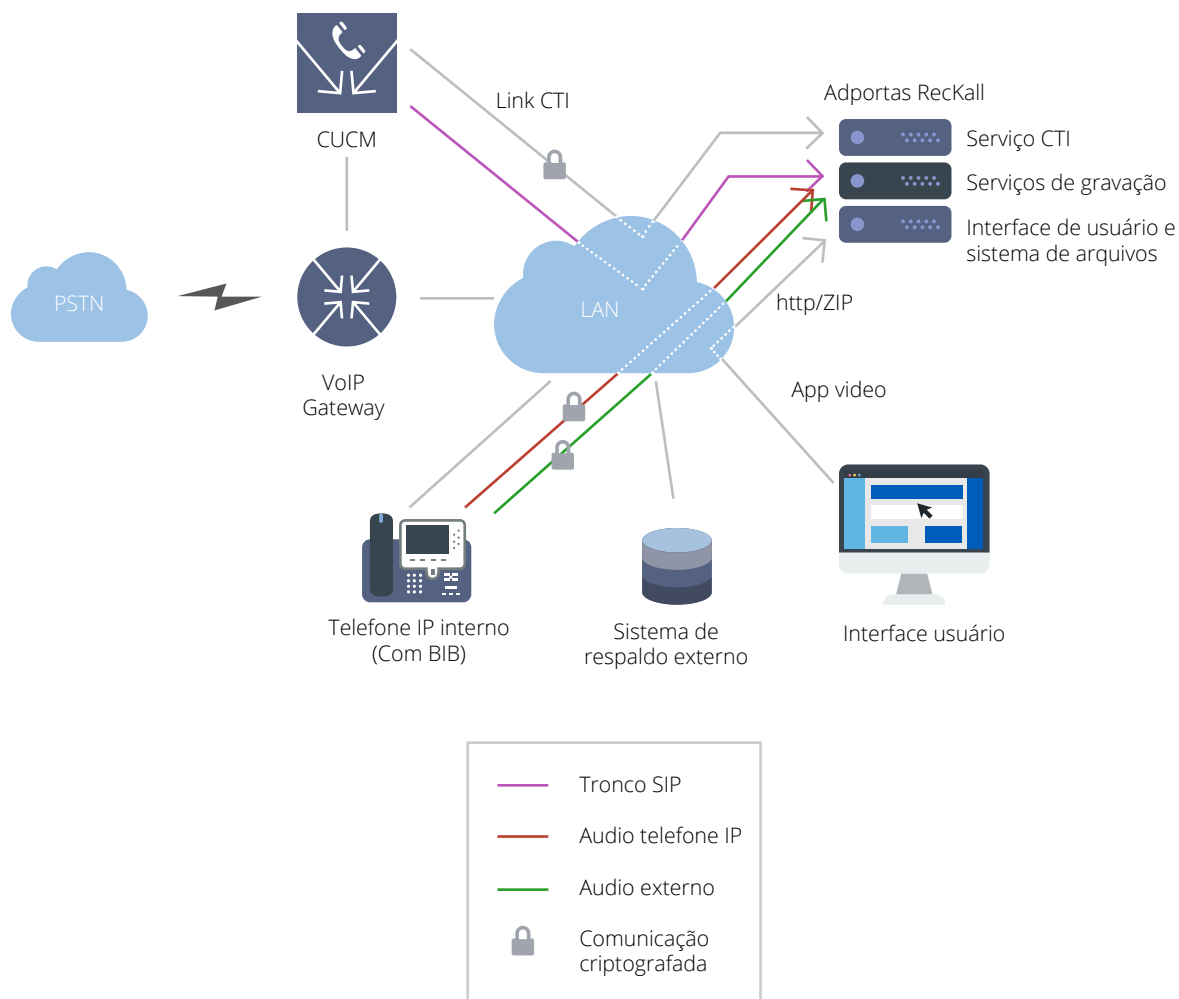 Link CTI
CUCM
Adportas RecKall
Serviço CTI
Serviços de gravação
Interface de usuário e
sistema de arquivos
PSTN
LAN
http/ZIP
VoIP
Gateway
App video
Telefone IP interno
(Com BIB)
Sistema de
respaldo externo
Interface usuário
Tronco SIP
Audio telefone IP
Audio externo
Comunicação
criptografada